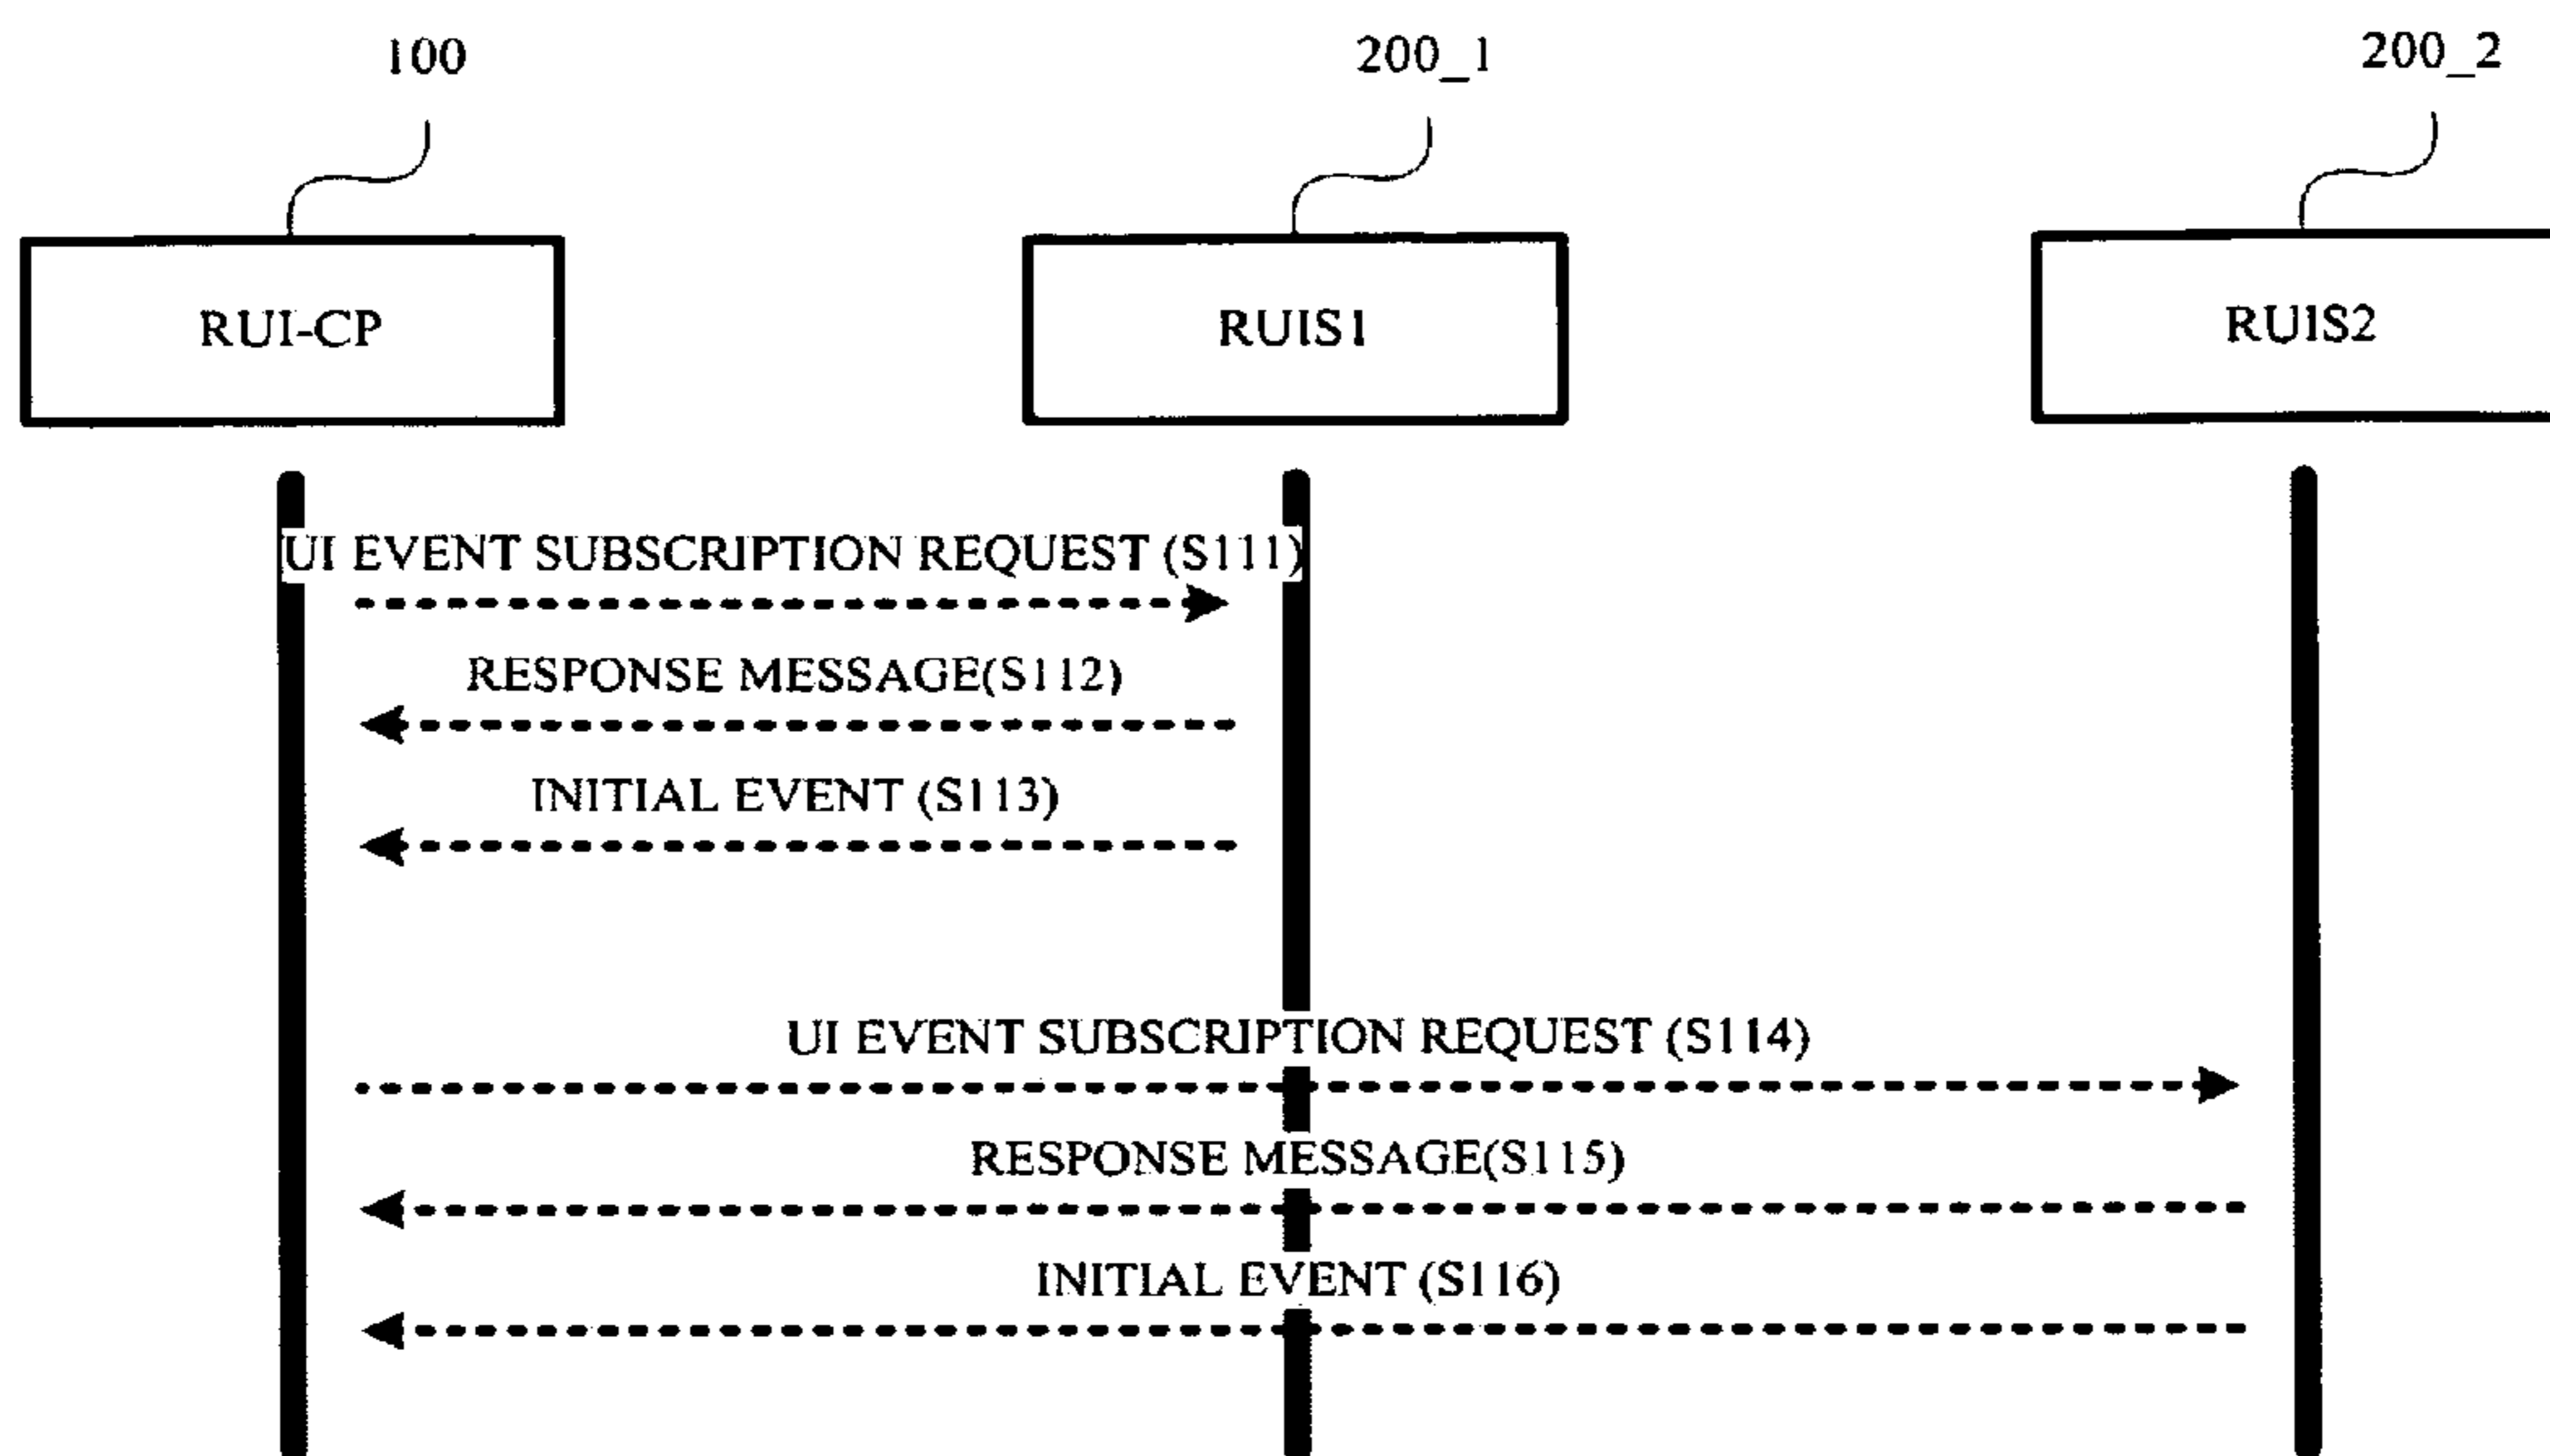 100
200_1
200_2
RUI-CP
RUIS1
RUIS2
UI EVENT SUBSCRIPTION REQUEST (S111)
RESPONSE MESSAGE(S112)
INITIAL EVENT (S113)
UI EVENT SUBSCRIPTION REQUEST (S114)
RESPONSE MESSAGE(S115)
INITIAL EVENT (S116)